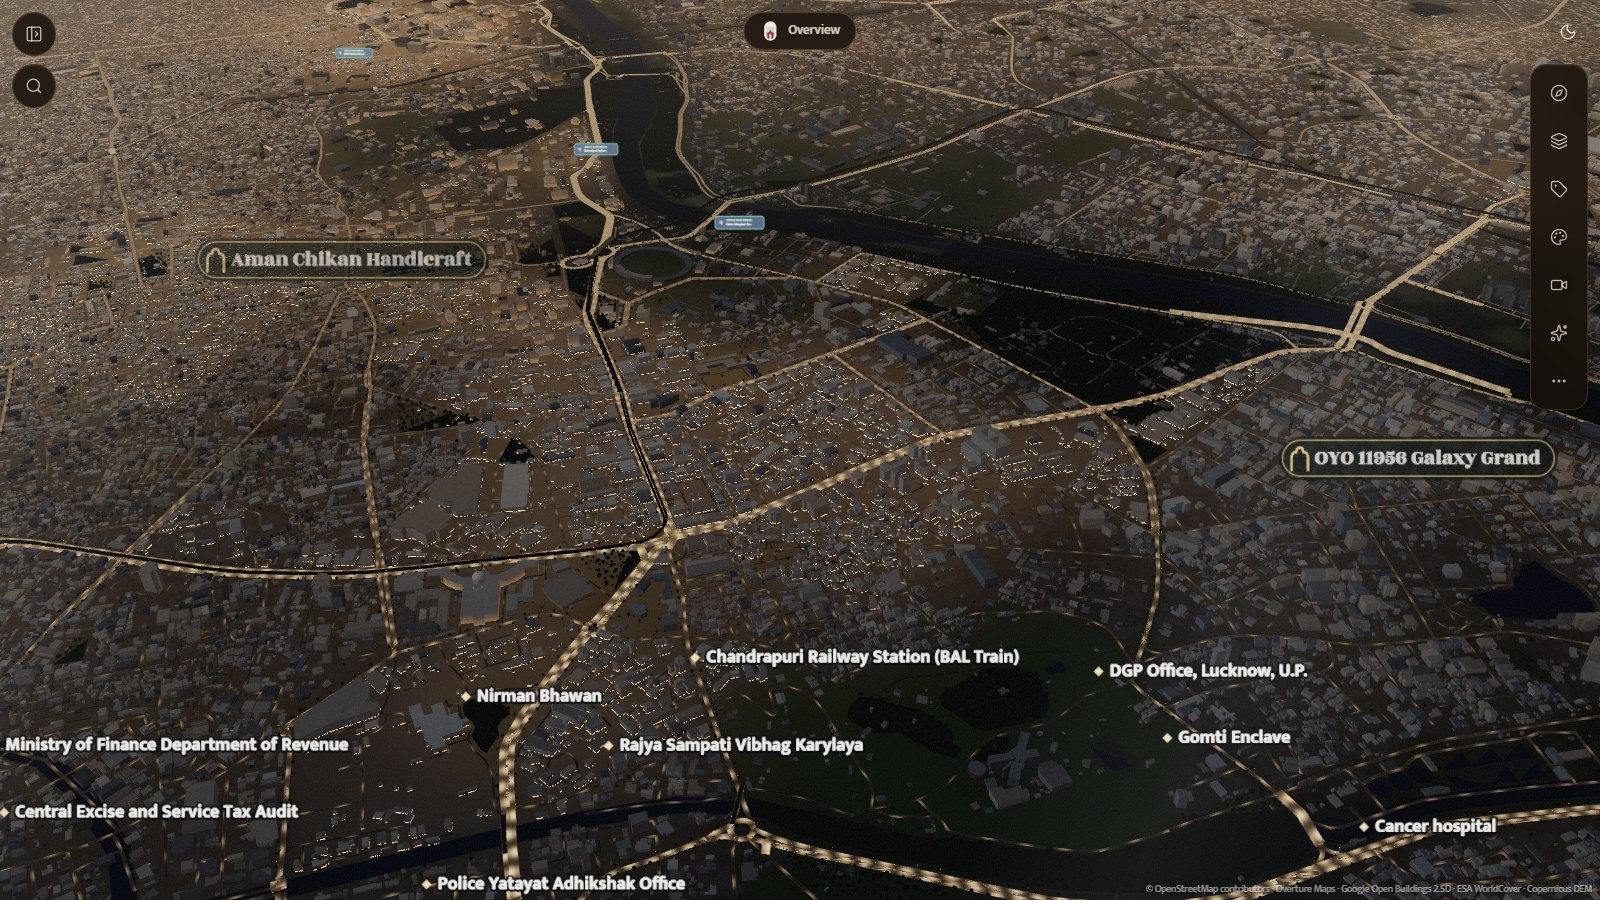 Overview
Aman Chikan Handicraft
OYO 11956 Galaxy Grand
Chandrapuri Railway Station (BAL Train)
DGP Office, Lucknow, U.P.
Nirman Bhawan
Gomti Enclave
Ministry of Finance Department of Revenue
Rajya Sampati Vibhag Karylaya
Central Excise and Service Tax Audit
Cancer hospital
Police Yatayat Adhikshak Office
© OpenStreetMap contributors · Overture Maps · Google Open Buildings 2.5D · ESA WorldCover · Copernicus DEM